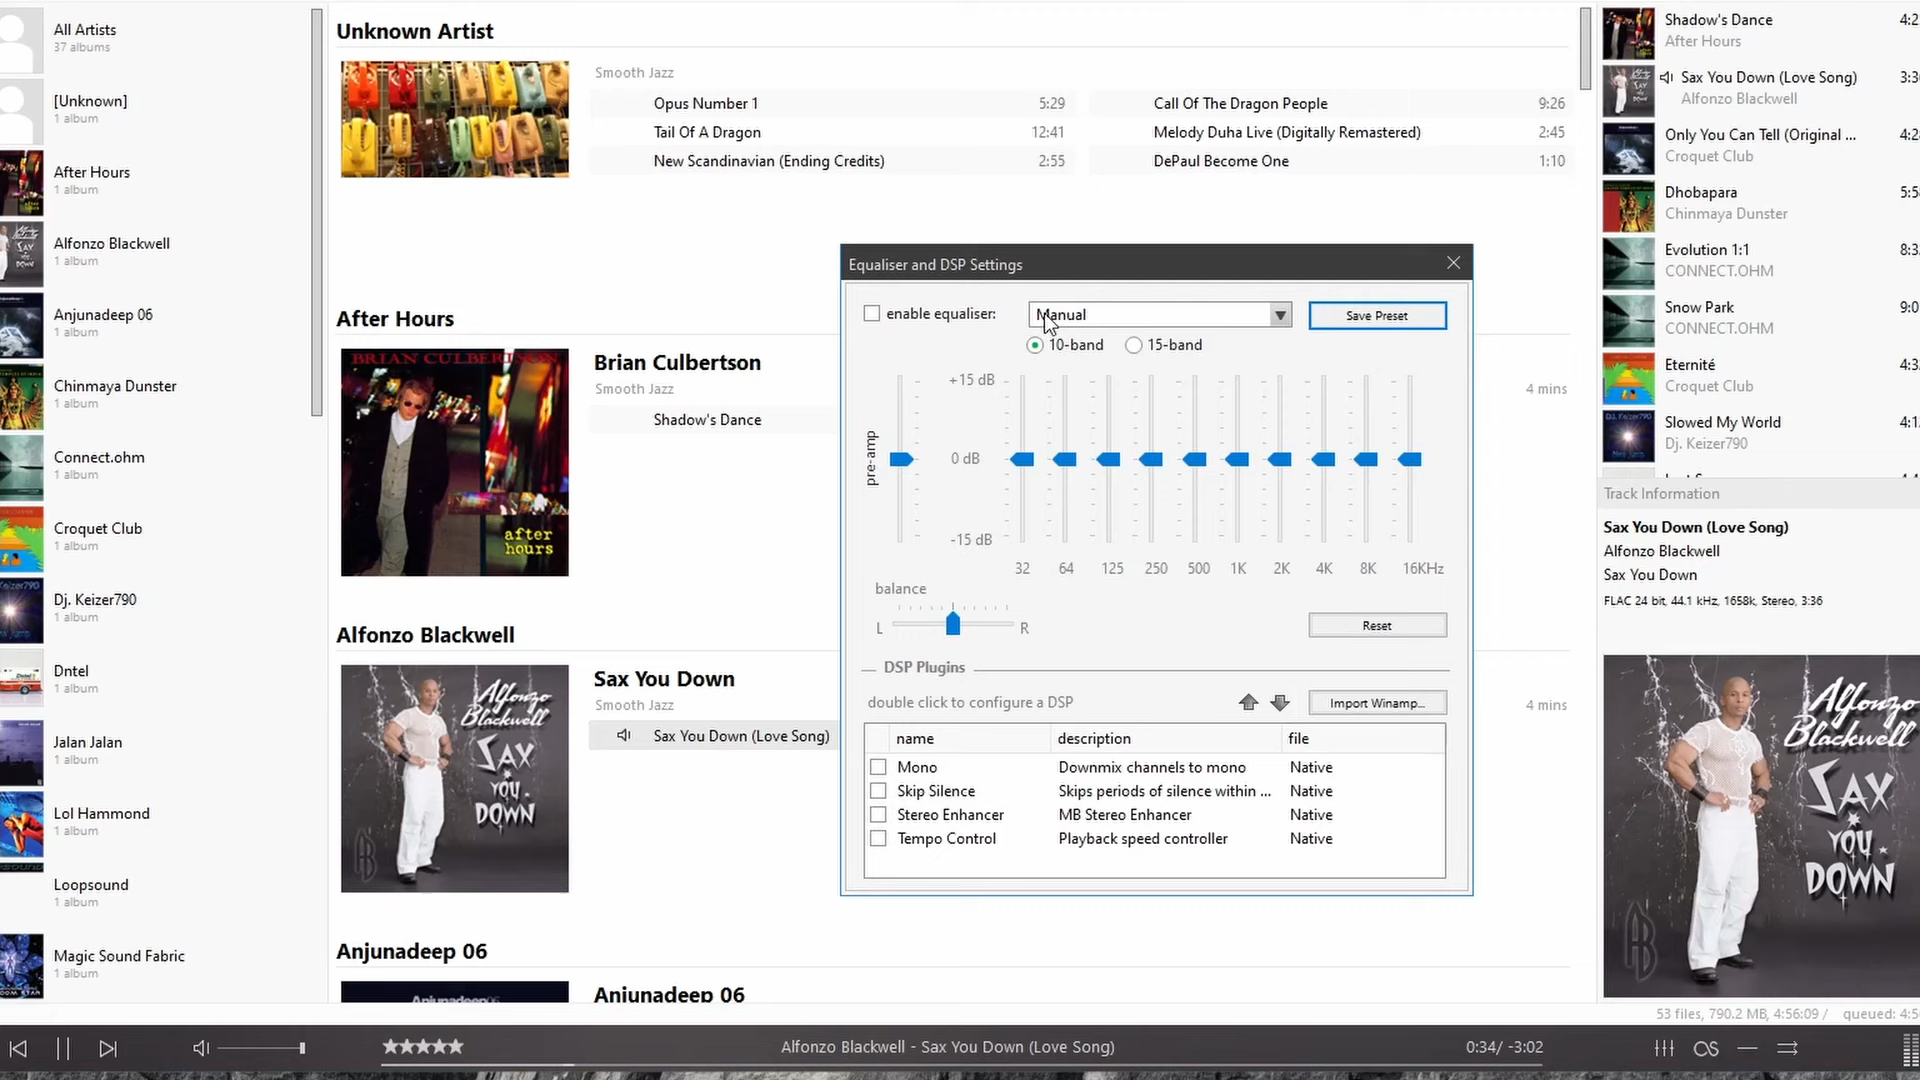 All Artists
37 albums
[Unknown]
1 album
After Hours
1 album
Alfonzo Blackwell
1 album
Anjunadeep 06
1 album
Chinmaya Dunster
1 album
Connect.ohm
1 album
Croquet Club
1 album
Dj. Keizer790
1 album
Dntel
1 album
Jalan Jalan
1 album
Lol Hammond
1 album
Loopsound
1 album
Magic Sound Fabric
1 album
Unknown Artist
Smooth Jazz
Opus Number 1 5:29
Call Of The Dragon People 9:26
Tail Of A Dragon 12:41
Melody Duha Live (Digitally Remastered) 2:45
New Scandinavian (Ending Credits) 2:55
DePaul Become One 1:10
After Hours
BRIAN CULBERTSON
after
hours
Brian Culbertson
Smooth Jazz
4 mins
Shadow's Dance
Alfonzo Blackwell
Alfonzo
Blackwell
SAX
YOU
DOWN
Sax You Down
Smooth Jazz
4 mins
Sax You Down (Love Song)
Anjunadeep 06
Anjunadeep06
Anjunadeep 06
Equaliser and DSP Settings
enable equaliser:
Manual
Save Preset
10-band 15-band
+15 dB
pre-amp
0 dB
-15 dB
32 64 125 250 500 1K 2K 4K 8K 16KHz
balance
L R
Reset
DSP Plugins
double click to configure a DSP
Import Winamp...
name description file
Mono Downmix channels to mono Native
Skip Silence Skips periods of silence within ... Native
Stereo Enhancer MB Stereo Enhancer Native
Tempo Control Playback speed controller Native
Shadow's Dance
After Hours
Sax You Down (Love Song)
Alfonzo Blackwell
Only You Can Tell (Original ...
Croquet Club
Dhobapara
Chinmaya Dunster
Evolution 1:1
CONNECT.OHM
Snow Park
CONNECT.OHM
Eternité
Croquet Club
Slowed My World
Dj. Keizer790
Track Information
Sax You Down (Love Song)
Alfonzo Blackwell
Sax You Down
FLAC 24 bit, 44.1 kHz, 1658k, Stereo, 3:36
Alfonzo
Blackwell
SAX
YOU
DOWN
53 files, 790.2 MB, 4:56:09 / queued: 4:5
Alfonzo Blackwell - Sax You Down (Love Song)
0:34/ -3:02